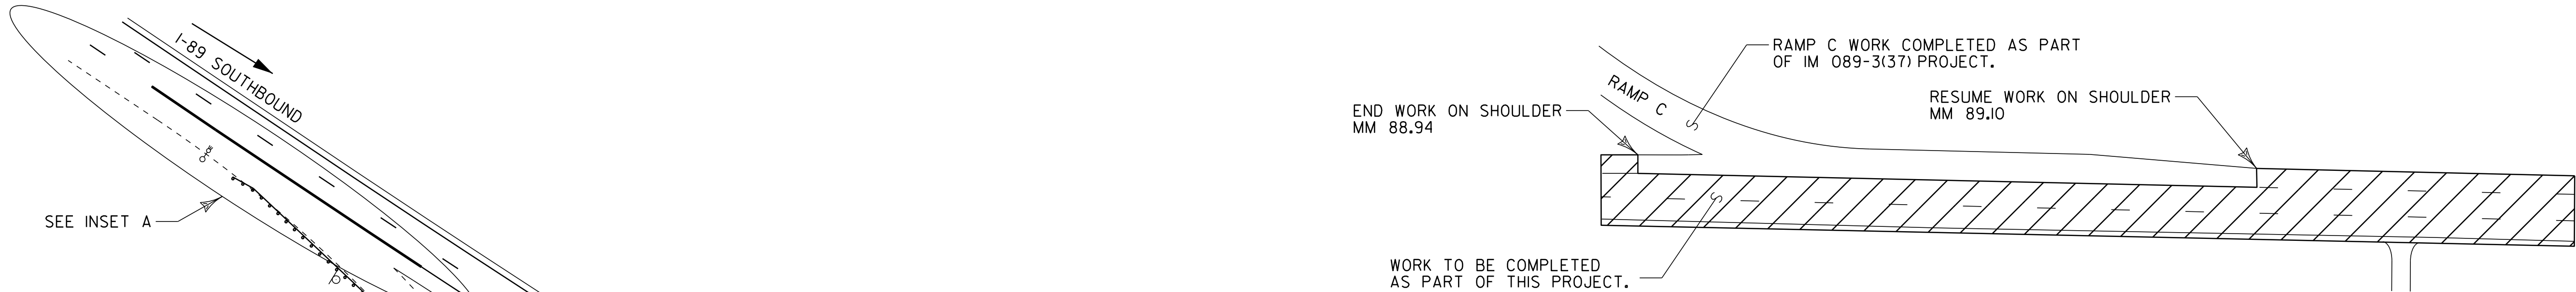 I-89 SOUTHBOUND
SEE INSET A
RAMP C WORK COMPLETED AS PART
OF IM 089-3(37) PROJECT.
RAMP C
END WORK ON SHOULDER
MM 88.94
RESUME WORK ON SHOULDER
MM 89.10
WORK TO BE COMPLETED
AS PART OF THIS PROJECT.